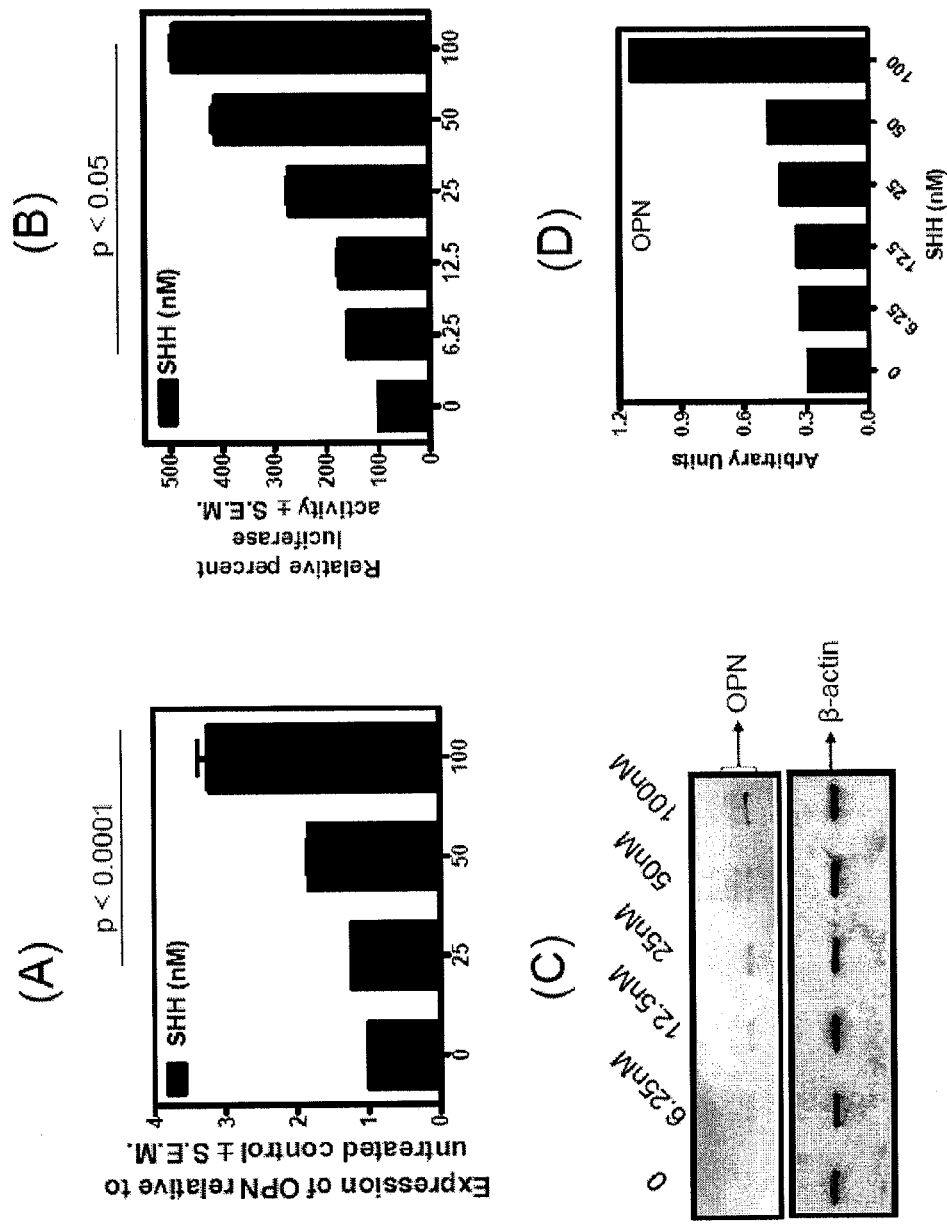 (A)
p < 0.0001
SHH (nM)
Expression of OPN relative to
untreated control ± S.E.M.
4
3
2
1
0
0
25
50
100
(B)
p < 0.05
SHH (nM)
Relative percent
luciferase
activity ± S.E.M.
500
400
300
200
100
0
0
6.25
12.5
25
50
100
(C)
0
6.25nM
12.5nM
25nM
50nM
100nM
OPN
β-actin
(D)
OPN
Arbitrary Units
1.2
0.9
0.6
0.3
0.0
0
6.25
12.5
25
50
100
SHH (nM)